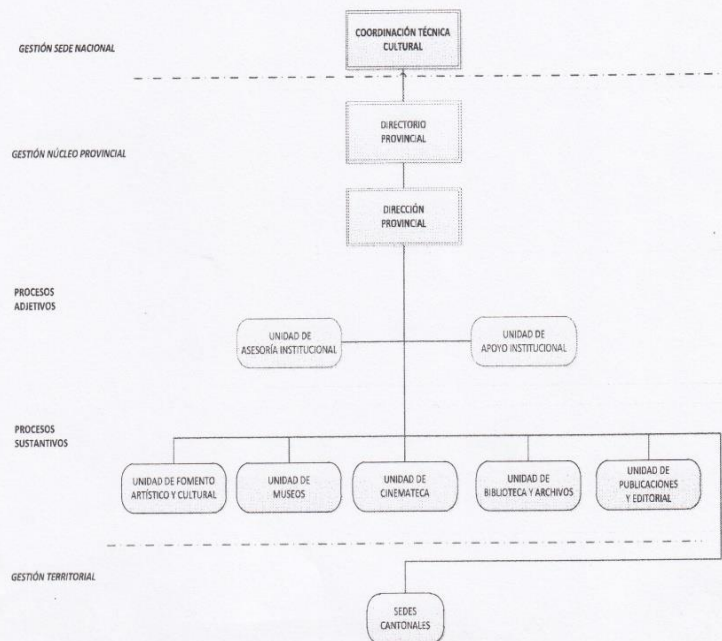 COORDINACIÓN TÉCNICA
CULTURAL
GESTIÓN SEDE NACIONAL
DIRECTORIO
PROVINCIAL
GESTIÓN NÚCLEO PROVINCIAL
DIRECCIÓN
PROVINCIAL
PROCESOS
ADJETIVOS
UNIDAD DE
ASESORÍA INSTITUCIONAL
UNIDAD DE
APOYO INSTITUCIONAL
PROCESOS
SUSTANTIVOS
UNIDAD DE FOMENTO
ARTÍSTICO Y CULTURAL
UNIDAD DE
MUSEOS
UNIDAD DE
CINEMATECA
UNIDAD DE
BIBLIOTECA Y ARCHIVOS
UNIDAD DE
PUBLICACIONES
Y EDITORIAL
GESTIÓN TERRITORIAL
SEDES
CANTONALES